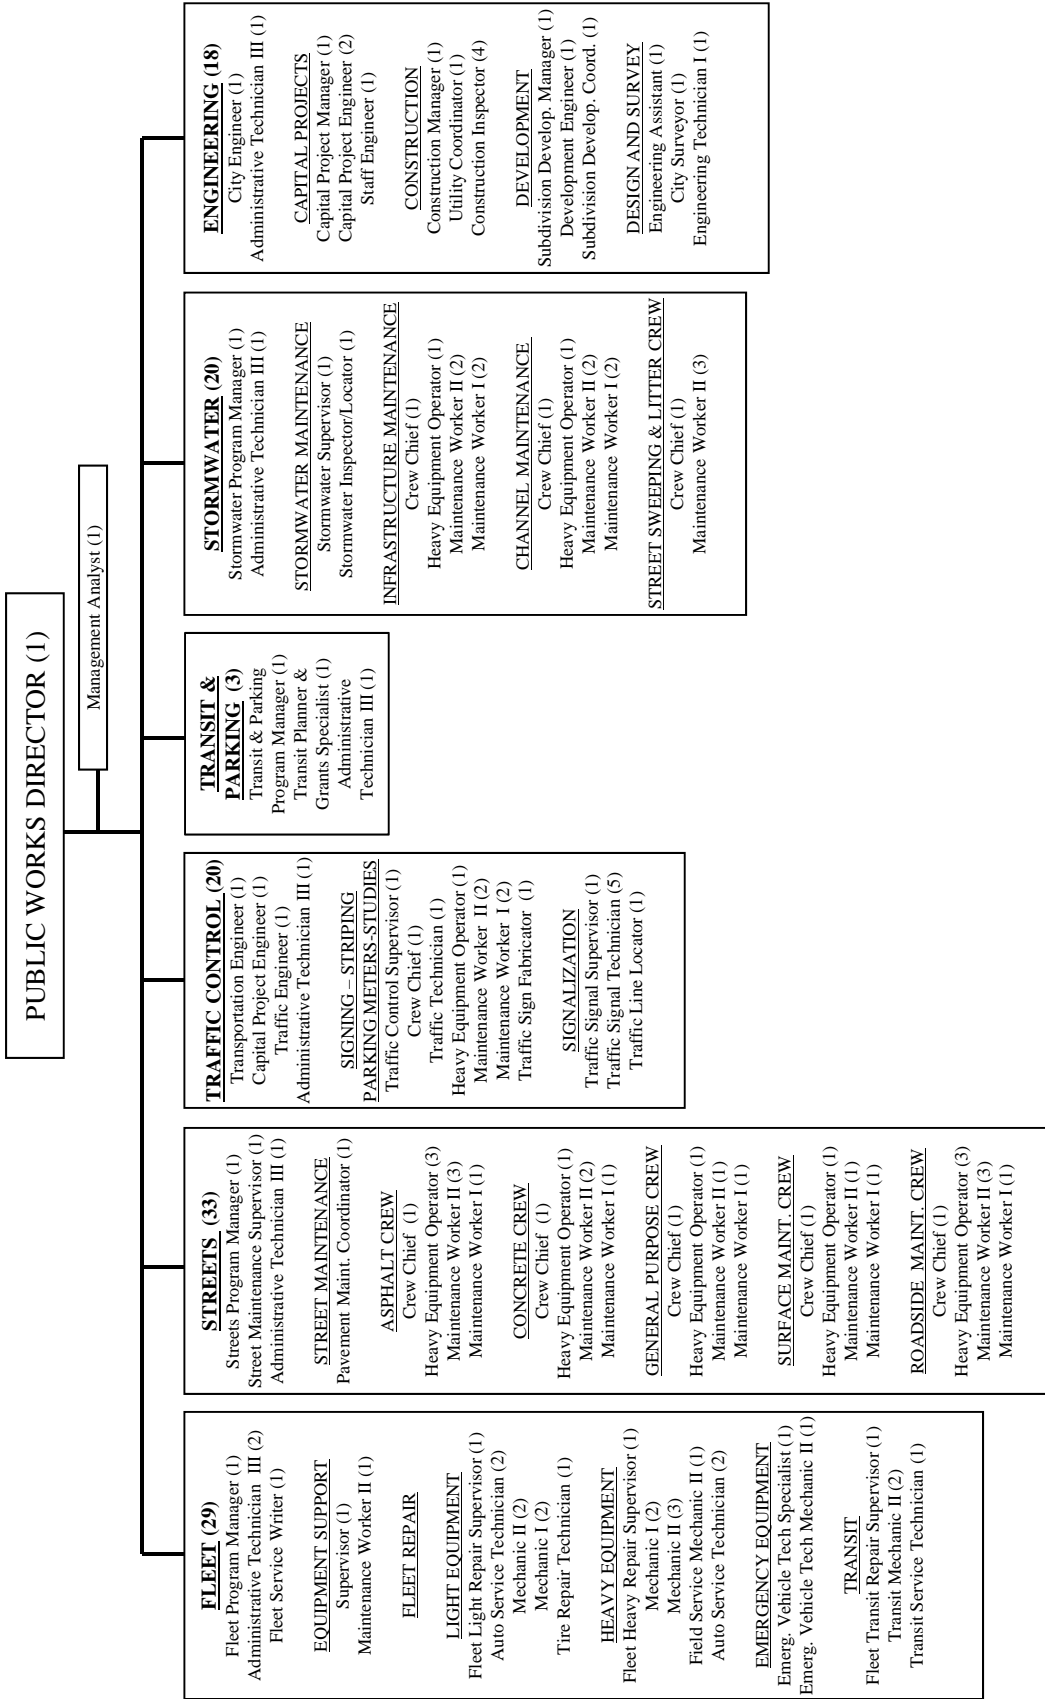 PUBLIC WORKS DIRECTOR (1)
Management Analyst (1)
FLEET (29)
Fleet Program Manager (1)
Administrative Technician III (2)
Fleet Service Writer (1)
EQUIPMENT SUPPORT
Supervisor (1)
Maintenance Worker II (1)
FLEET REPAIR
LIGHT EQUIPMENT
Fleet Light Repair Supervisor (1)
Auto Service Technician (2)
Mechanic II (2)
Mechanic I (2)
Tire Repair Technician (1)
HEAVY EQUIPMENT
Fleet Heavy Repair Supervisor (1)
Mechanic I (2)
Mechanic II (3)
Field Service Mechanic II (1)
Auto Service Technician (2)
EMERGENCY EQUIPMENT
Emerg. Vehicle Tech Specialist (1)
Emerg. Vehicle Tech Mechanic II (1)
TRANSIT
Fleet Transit Repair Supervisor (1)
Transit Mechanic II (2)
Transit Service Technician (1)
STREETS (33)
Streets Program Manager (1)
Street Maintenance Supervisor (1)
Administrative Technician III (1)
STREET MAINTENANCE
Pavement Maint. Coordinator (1)
ASPHALT CREW
Crew Chief (1)
Heavy Equipment Operator (3)
Maintenance Worker II (3)
Maintenance Worker I (1)
CONCRETE CREW
Crew Chief (1)
Heavy Equipment Operator (1)
Maintenance Worker II (2)
Maintenance Worker I (1)
GENERAL PURPOSE CREW
Crew Chief (1)
Heavy Equipment Operator (1)
Maintenance Worker II (1)
Maintenance Worker I (1)
SURFACE MAINT. CREW
Crew Chief (1)
Heavy Equipment Operator (1)
Maintenance Worker II (1)
Maintenance Worker I (1)
ROADSIDE MAINT. CREW
Crew Chief (1)
Heavy Equipment Operator (3)
Maintenance Worker II (3)
Maintenance Worker I (1)
TRAFFIC CONTROL (20)
Transportation Engineer (1)
Capital Project Engineer (1)
Traffic Engineer (1)
Administrative Technician III (1)
SIGNING – STRIPING
PARKING METERS-STUDIES
Traffic Control Supervisor (1)
Crew Chief (1)
Traffic Technician (1)
Heavy Equipment Operator (1)
Maintenance Worker II (2)
Maintenance Worker I (2)
Traffic Sign Fabricator (1)
SIGNALIZATION
Traffic Signal Supervisor (1)
Traffic Signal Technician (5)
Traffic Line Locator (1)
TRANSIT &
PARKING (3)
Transit & Parking
Program Manager (1)
Transit Planner &
Grants Specialist (1)
Administrative
Technician III (1)
STORMWATER (20)
Stormwater Program Manager (1)
Administrative Technician II (1)
STORMWATER MAINTENANCE
Stormwater Supervisor (1)
Stormwater Inspector/Locator (1)
INFRASTRUCTURE MAINTENANCE
Crew Chief (1)
Heavy Equipment Operator (1)
Maintenance Worker II (2)
Maintenance Worker I (2)
CHANNEL MAINTENANCE
Crew Chief (1)
Heavy Equipment Operator (1)
Maintenance Worker II (2)
Maintenance Worker I (2)
STREET SWEEPING & LITTER CREW
Crew Chief (1)
Maintenance Worker II (3)
ENGINEERING (18)
City Engineer (1)
Administrative Technician III (1)
CAPITAL PROJECTS
Capital Project Manager (1)
Capital Project Engineer (2)
Staff Engineer (1)
CONSTRUCTION
Construction Manager (1)
Utility Coordinator (1)
Construction Inspector (4)
DEVELOPMENT
Subdivision Develop. Manager (1)
Development Engineer (1)
Subdivision Develop. Coord. (1)
DESIGN AND SURVEY
Engineering Assistant (1)
City Surveyor (1)
Engineering Technician I (1)